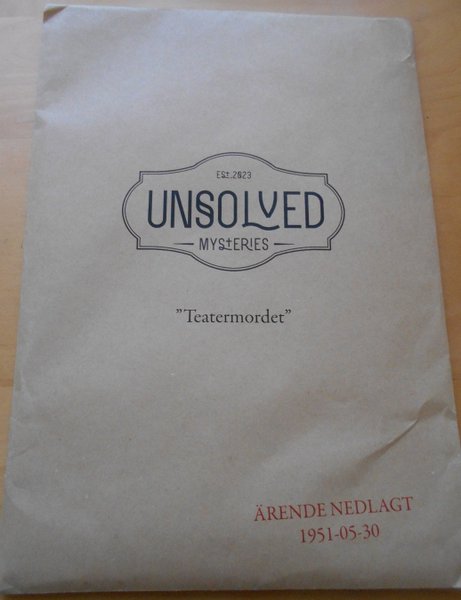 EST.2023
UNSOLVED
MYSTERIES
”Teatermordet”
ÄRENDE NEDLAGT
1951-05-30